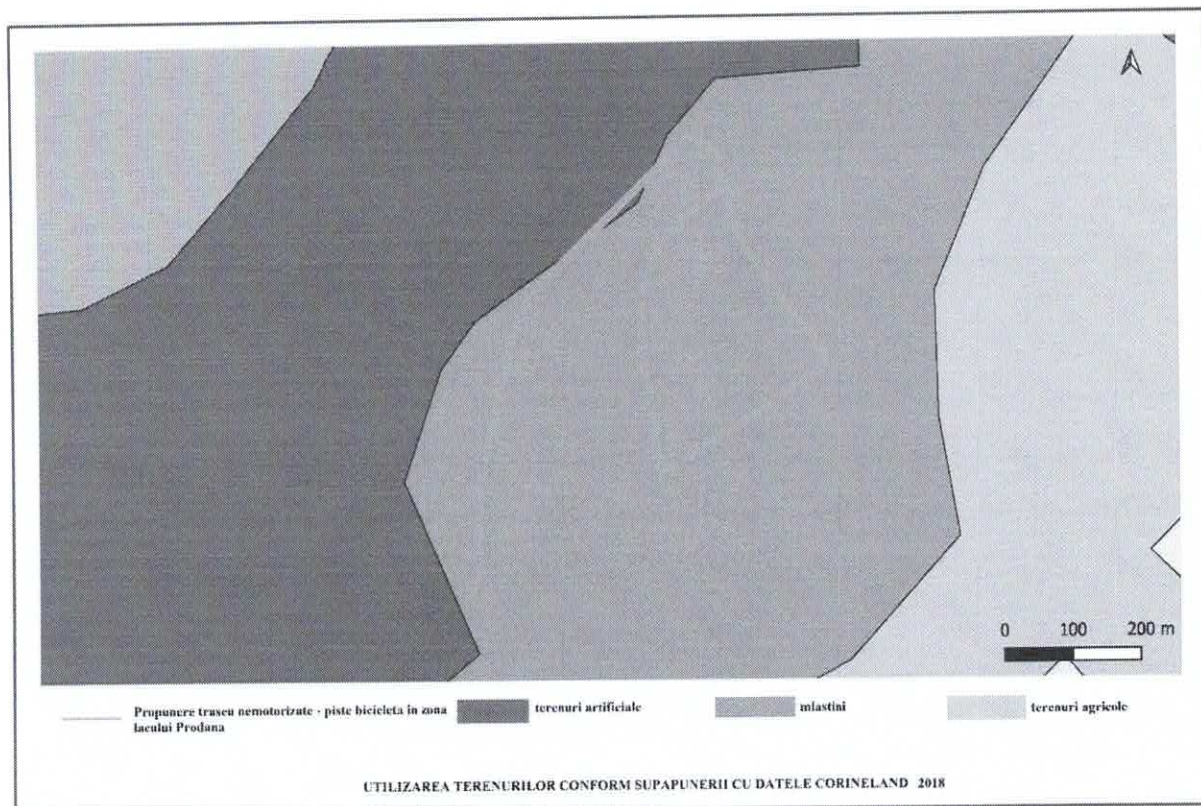 0 100 200 m
Propunere traseu nemotorizate - piste bicicleta in zona
lacului Prodana
terenuri artificiale
mlastini
terenuri agricole
UTILIZAREA TERENURILOR CONFORM SUPAPUNERII CU DATELE CORINELAND 2018